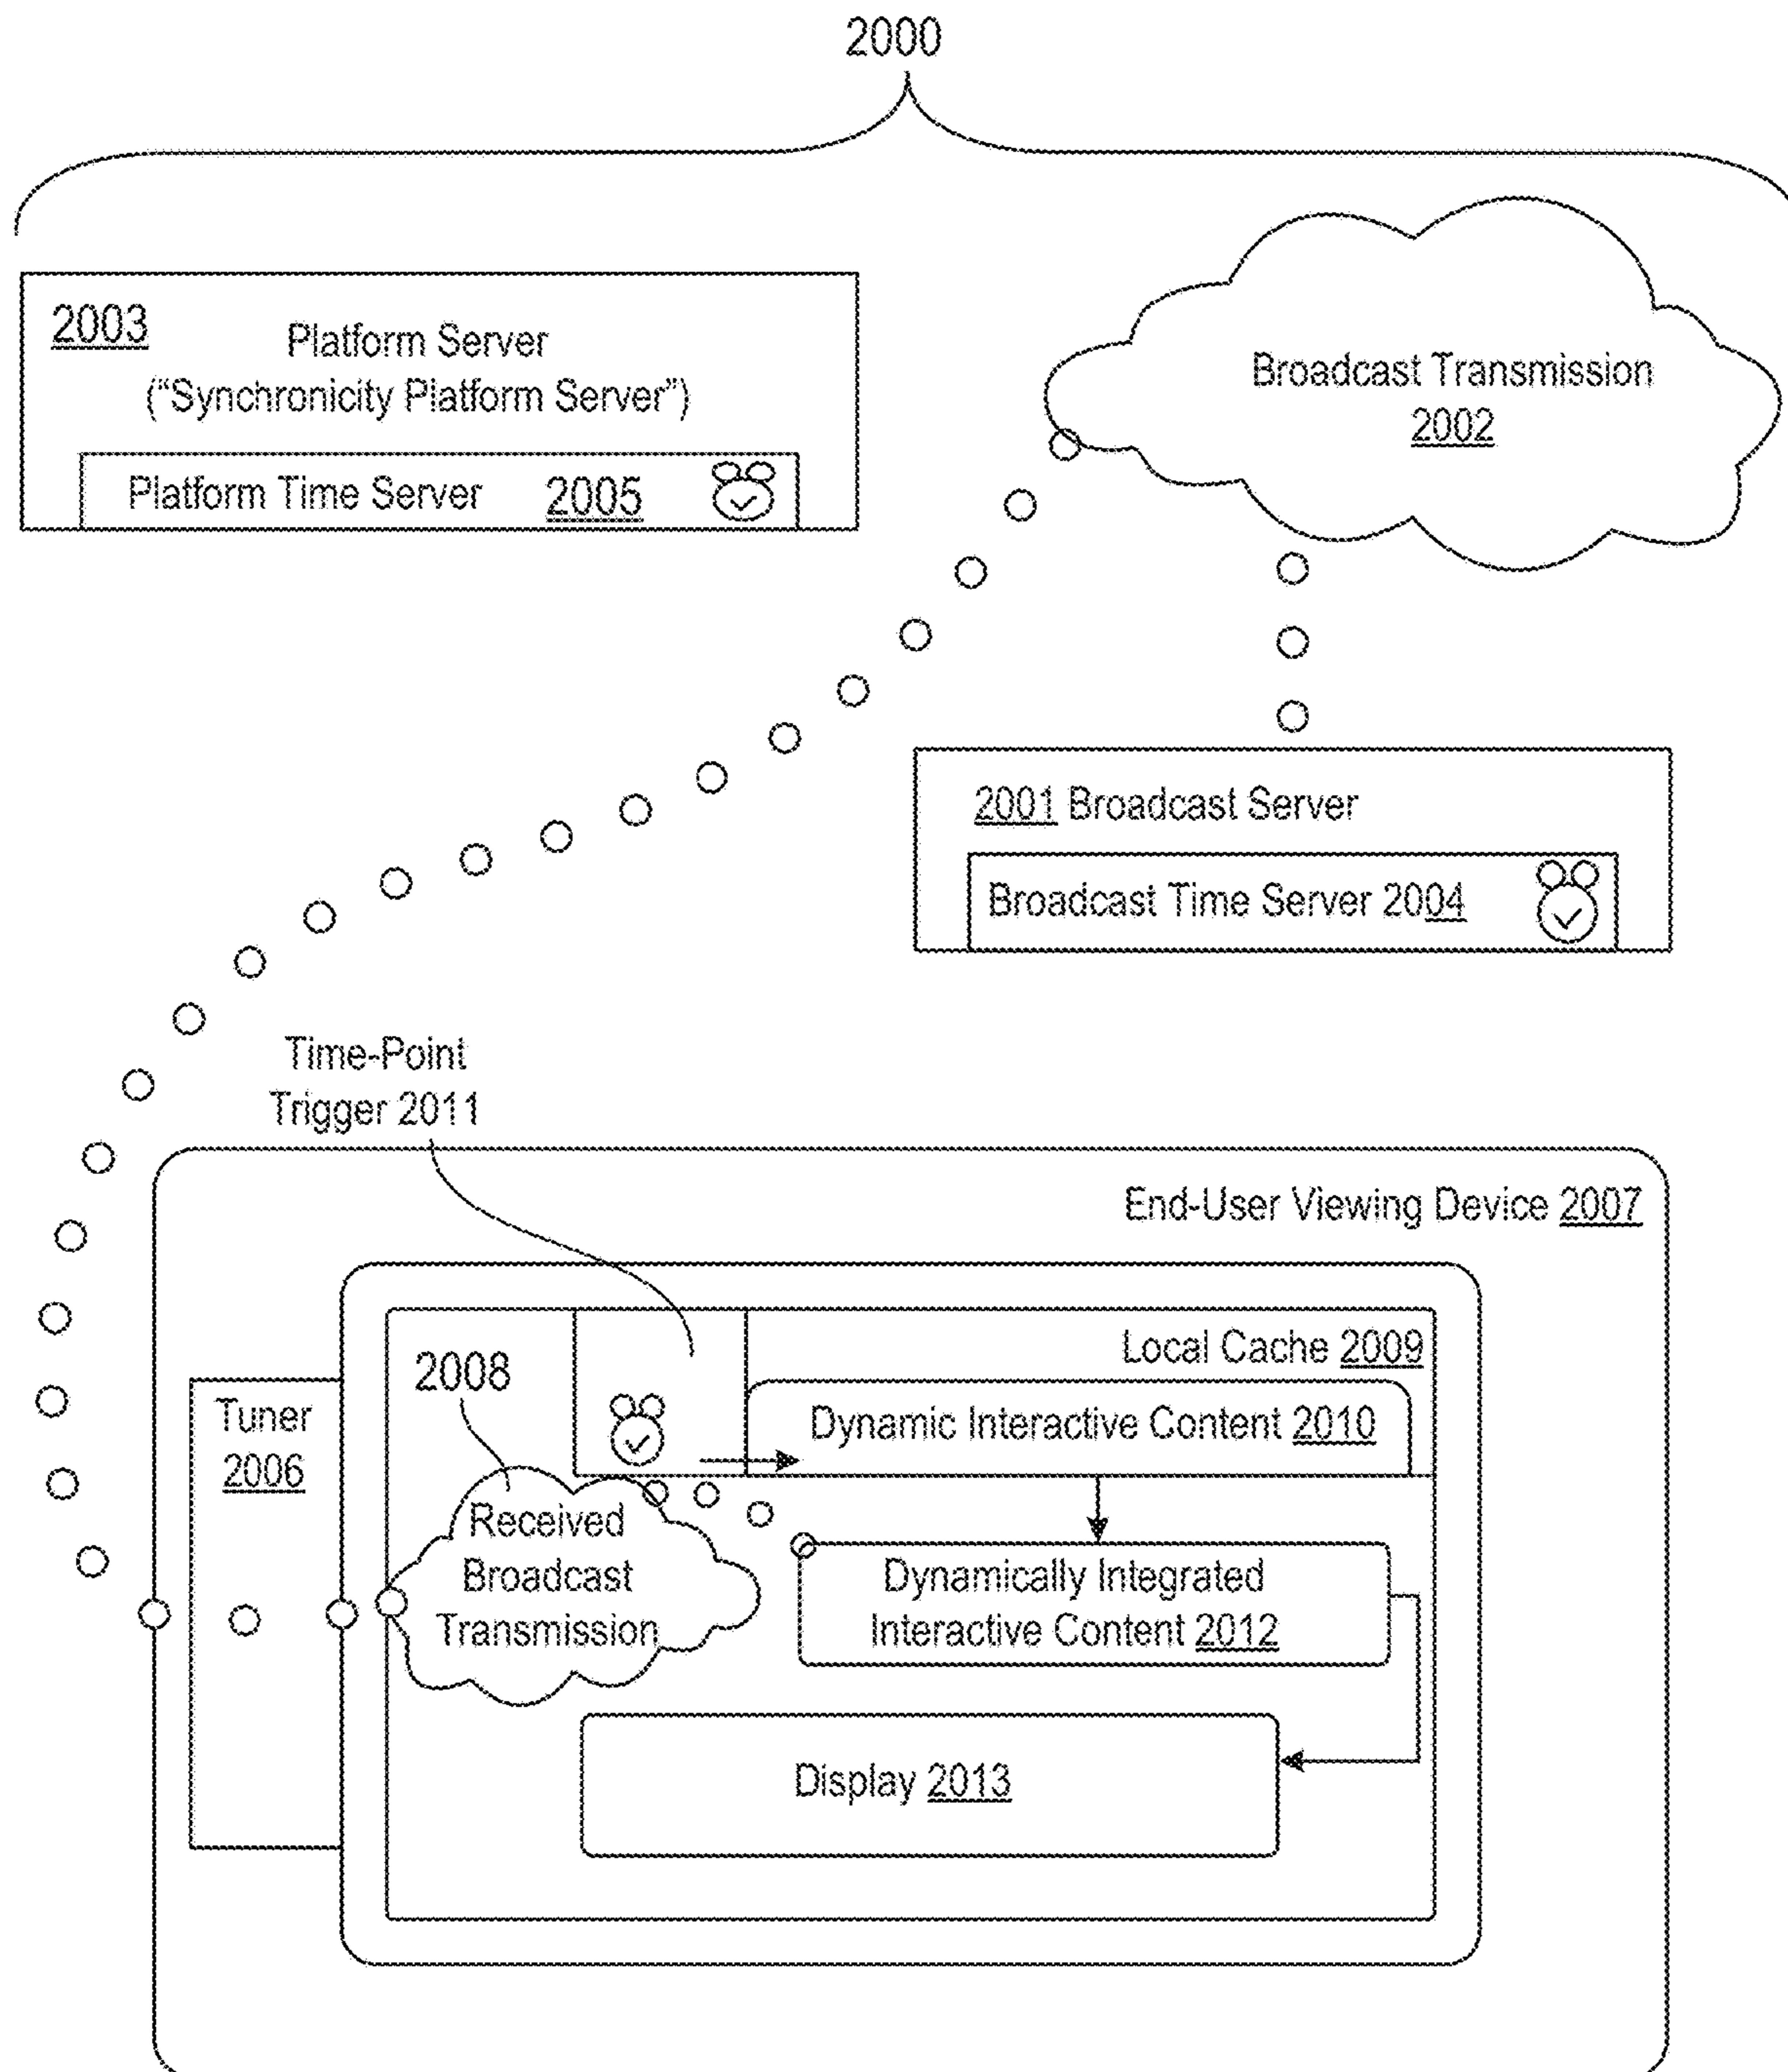 2000
2003
Platform Server
("Synchronicity Platform Server")
Platform Time Server 2005
Broadcast Transmission
2002
2001 Broadcast Server
Broadcast Time Server 2004
Time-Point
Trigger 2011
End-User Viewing Device 2007
Local Cache 2009
2008
Tuner
2006
Dynamic Interactive Content 2010
Received
Broadcast
Transmission
Dynamically Integrated
Interactive Content 2012
Display 2013